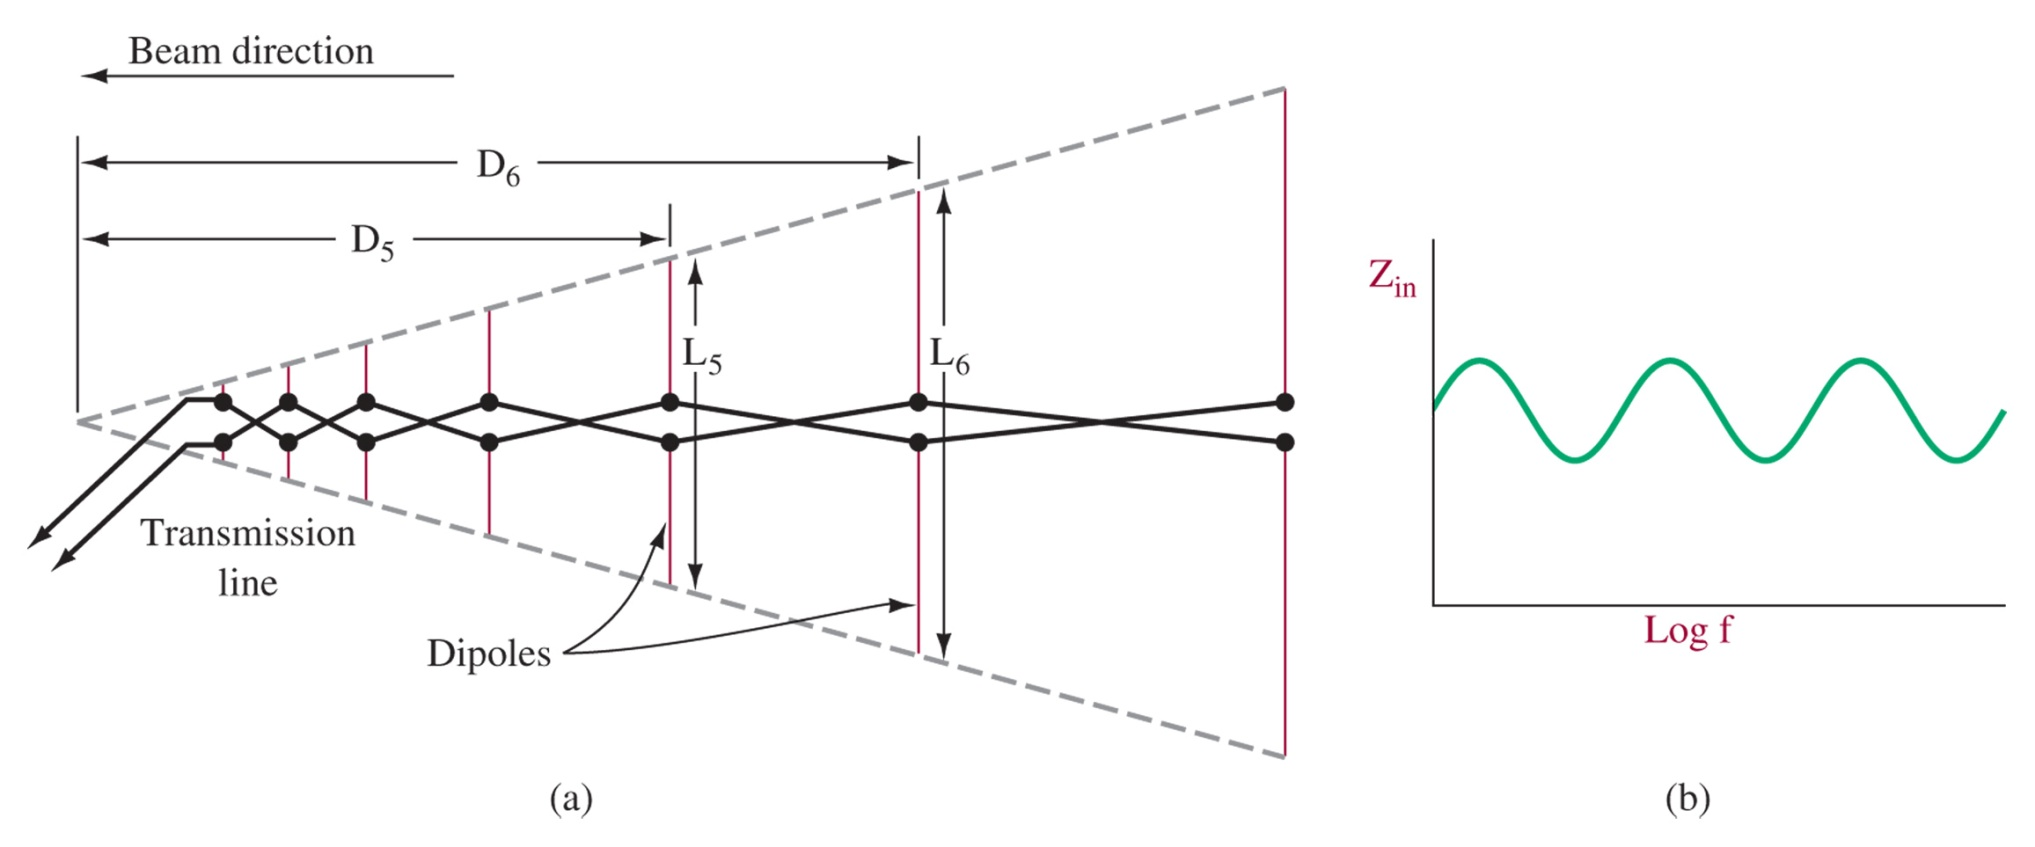 Beam direction
D6
D5
L5
L6
Transmission
line
Dipoles
(a)
Zin
Log f
(b)